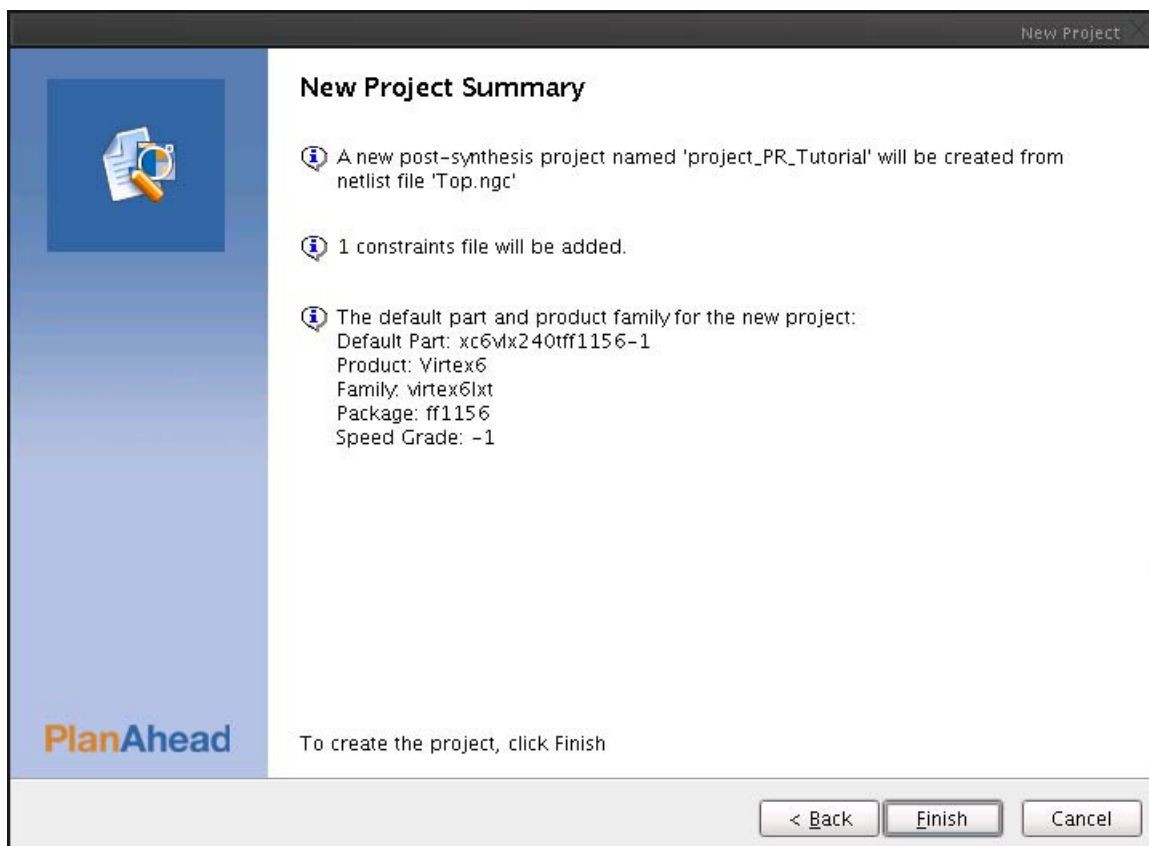 New Project
New Project Summary
A new post-synthesis project named 'project_PR_Tutorial' will be created from
netlist file 'Top.ngc'
1 constraints file will be added.
The default part and product family for the new project:
Default Part: xc6vlx240tff1156-1
Product: Virtex6
Family: virtex6lxt
Package: ff1156
Speed Grade: -1
PlanAhead
To create the project, click Finish
< Back
Finish
Cancel